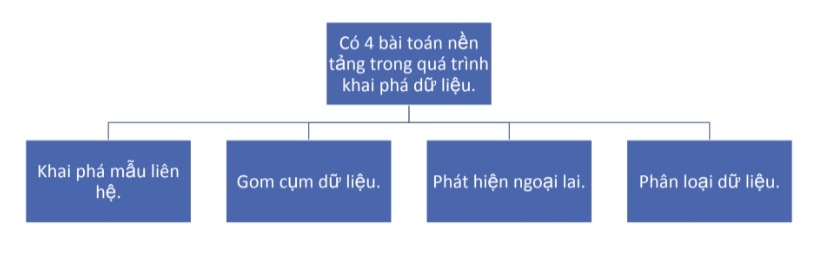 Có 4 bài toán nền
tảng trong quá trình
khai phá dữ liệu.
Khai phá mẫu liên
hệ.
Gom cụm dữ liệu.
Phát hiện ngoại lai.
Phân loại dữ liệu.